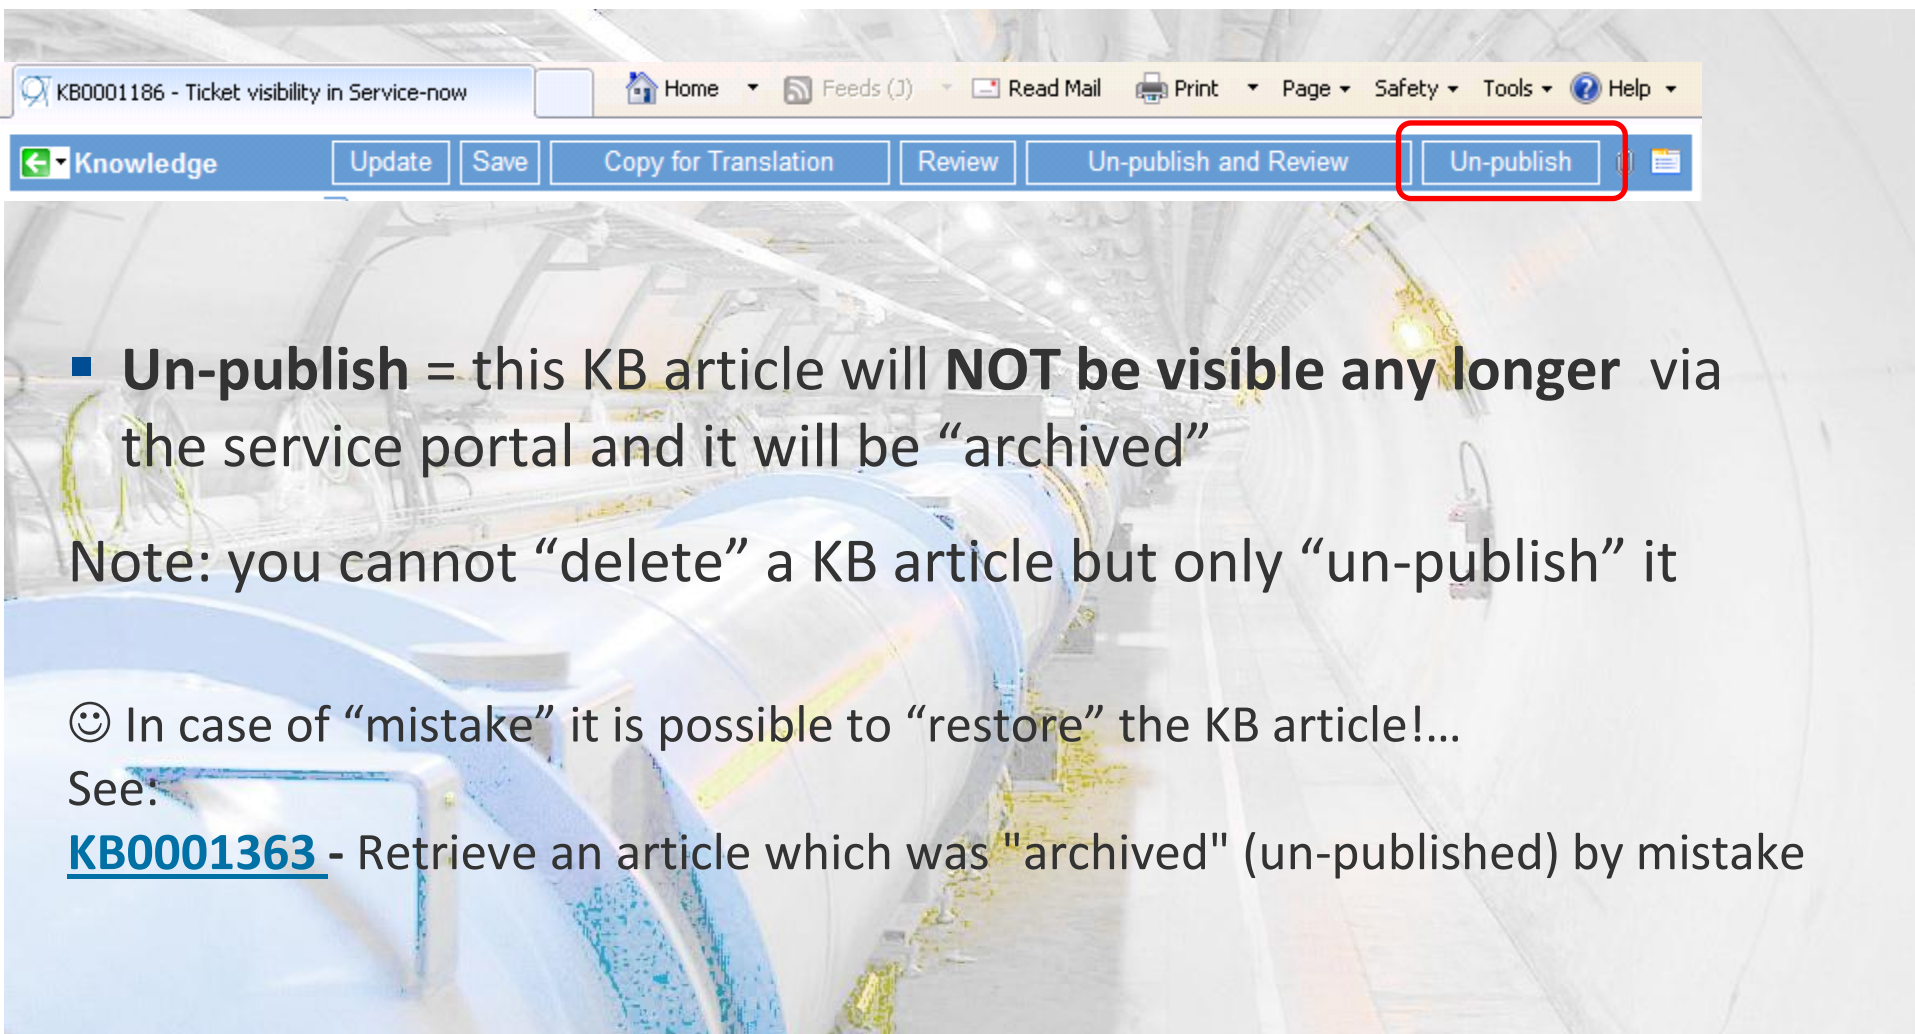 KB0001186 - Ticket visibility in Service-now
Home Feeds (J) Read Mail Print Page Safety Tools Help
Knowledge Update Save Copy for Translation Review Un-publish and Review Un-publish
Un-publish = this KB article will NOT be visible any longer via
the service portal and it will be “archived”
Note: you cannot “delete” a KB article but only “un-publish” it
☺ In case of “mistake” it is possible to “restore” the KB article!...
See:
KB0001363 - Retrieve an article which was "archived" (un-published) by mistake